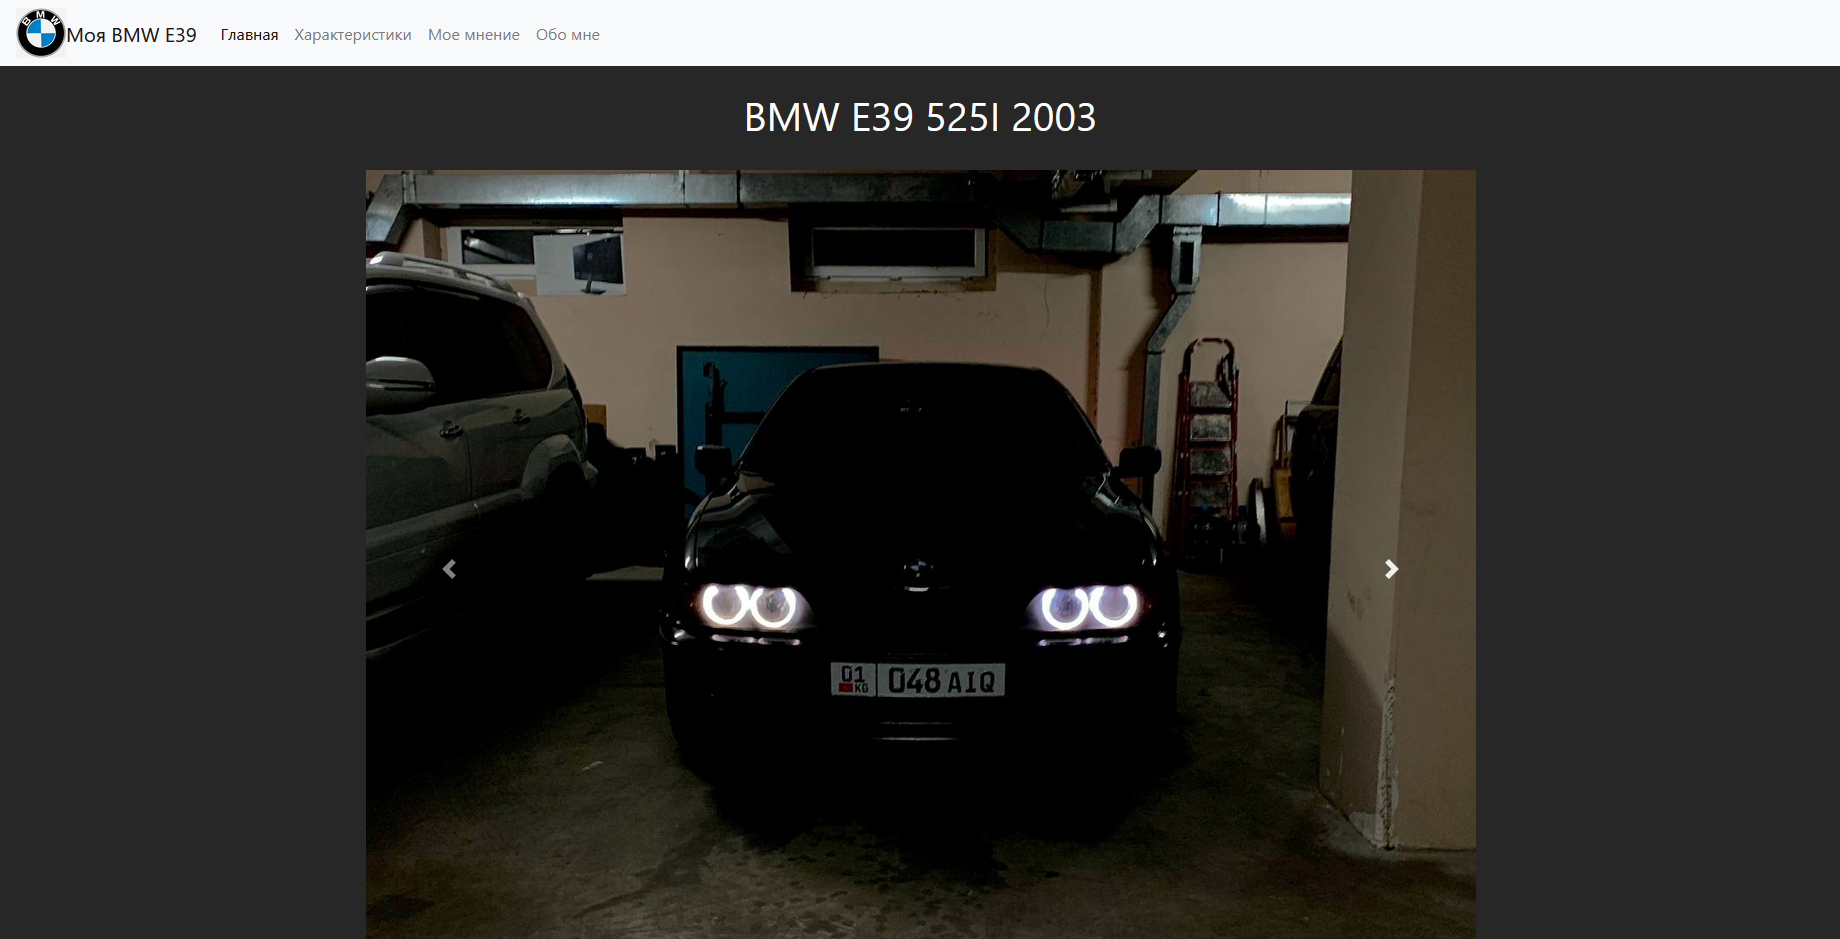 BMW
Моя BMW E39
Главная
Характеристики
Мое мнение
Обо мне
BMW E39 525I 2003
01 KG 048 AIQ